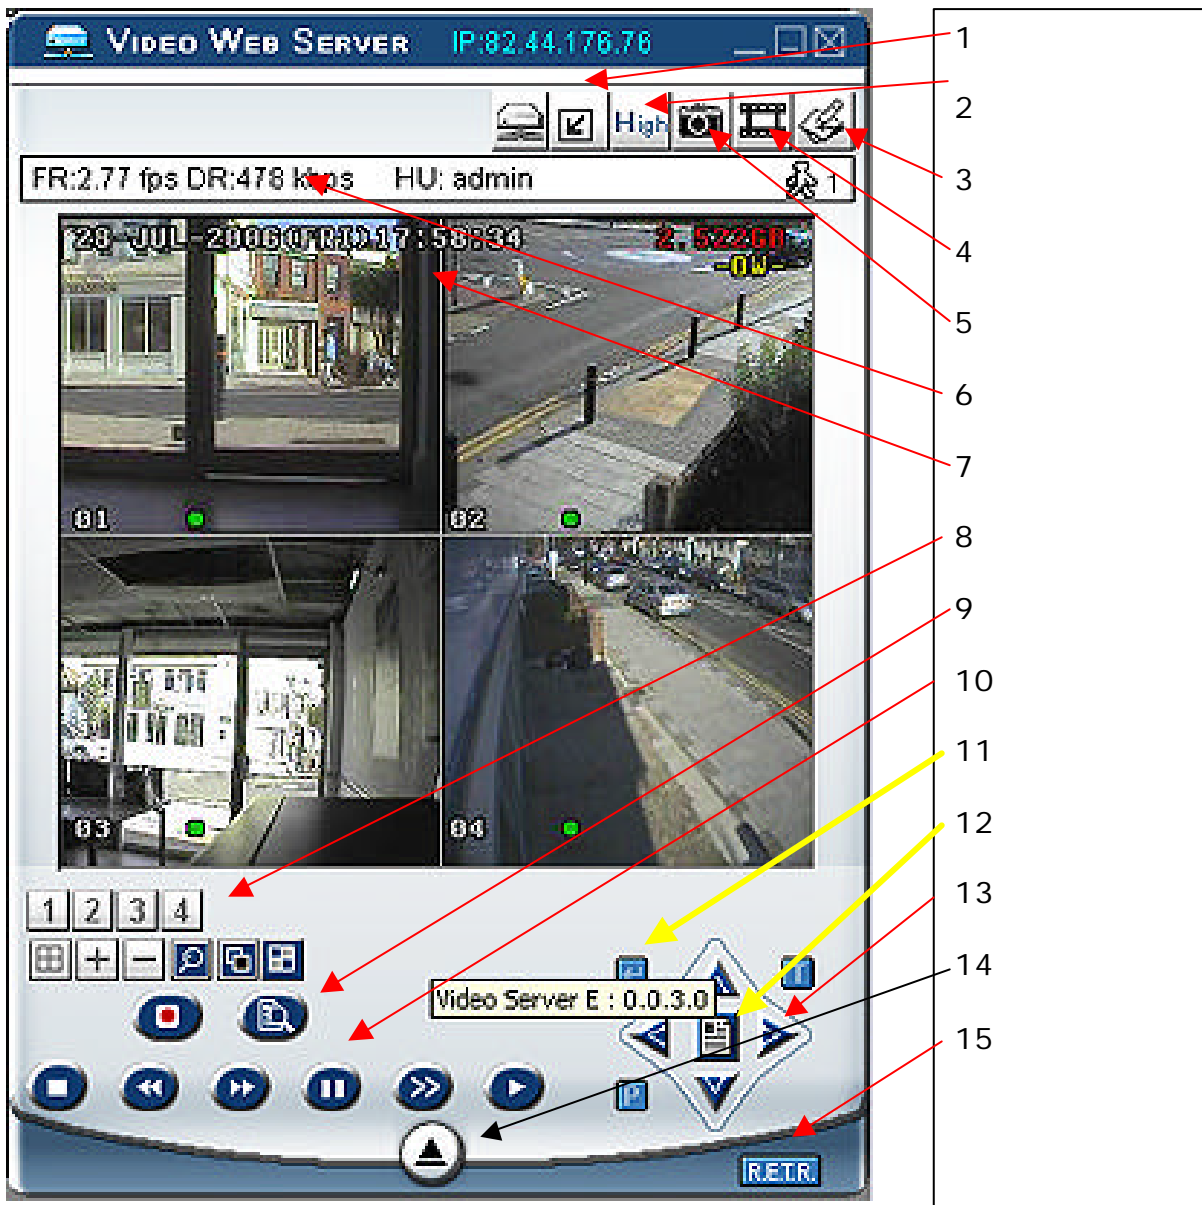 VIDEO WEB SERVER IP:82.44.176.76
High
FR:2.77 fps DR:478 kbps HU: admin 1
-JUL-2006(FRI)17:58:34 2.522GB
-OW-
01 02
03 04
1 2 3 4
Video Server E : 0.0.3.0
P
R.E.T.R.
1
2
3
4
5
6
7
8
9
10
11
12
13
14
15